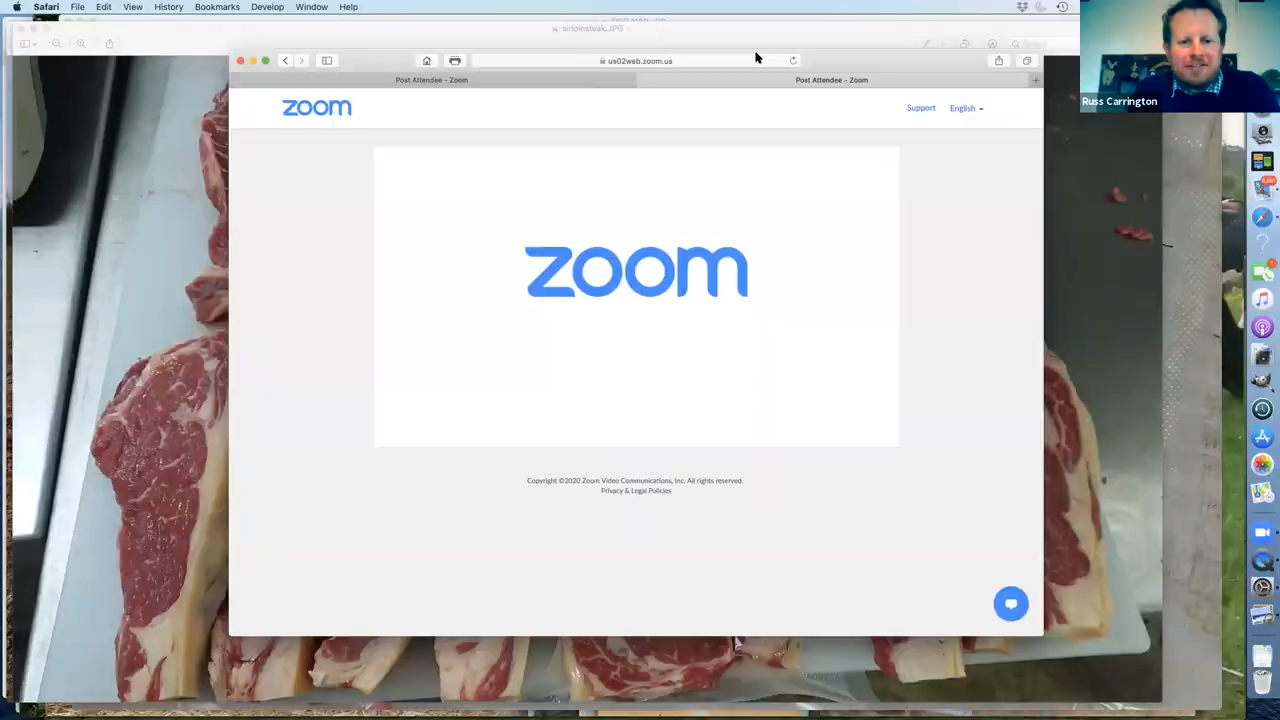 Safari File Edit View History Bookmarks Develop Window Help
sirloinsteak.JPG
us02web.zoom.us
Post Attendee - Zoom Post Attendee - Zoom
zoom Support English
Russ Carrington
zoom
Copyright ©2020 Zoom Video Communications, Inc. All rights reserved.
Privacy & Legal Policies